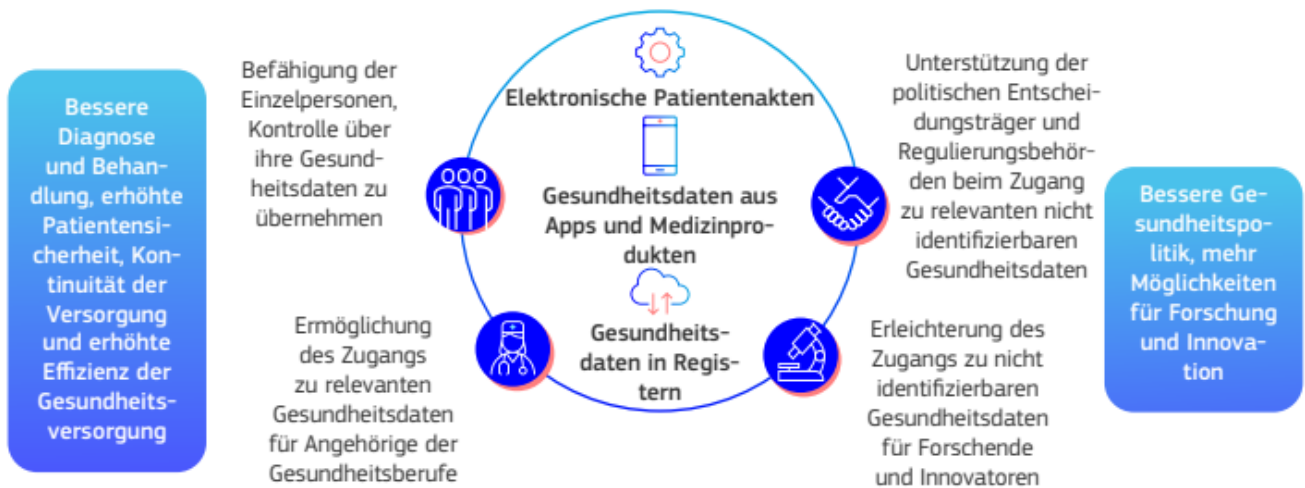 Bessere
Diagnose
und Behan-
dlung, erhöhte
Patientensi-
cherheit, Kon-
tinuität der
Versorgung
und erhöhte
Effizienz der
Gesundheits-
versorgung
Befähigung der
Einzelpersonen,
Kontrolle über
ihre Gesund-
heitsdaten zu
übernehmen
Ermöglichung
des Zugangs
zu relevanten
Gesundheitsdaten
für Angehörige der
Gesundheitsberufe
Elektronische Patientenakten
Gesundheitsdaten aus
Apps und Medizinpro-
dukten
Gesundheits-
daten in Regis-
tern
Unterstützung der
politischen Entschei-
dungsträger und
Regulierungsbehör-
den beim Zugang
zu relevanten nicht
identifizierbaren
Gesundheitsdaten
Erleichterung des
Zugangs zu nicht
identifizierbaren
Gesundheitsdaten
für Forschende
und Innovatoren
Bessere Ge-
sundheitspo-
litik, mehr
Möglichkeiten
für Forschung
und Innova-
tion